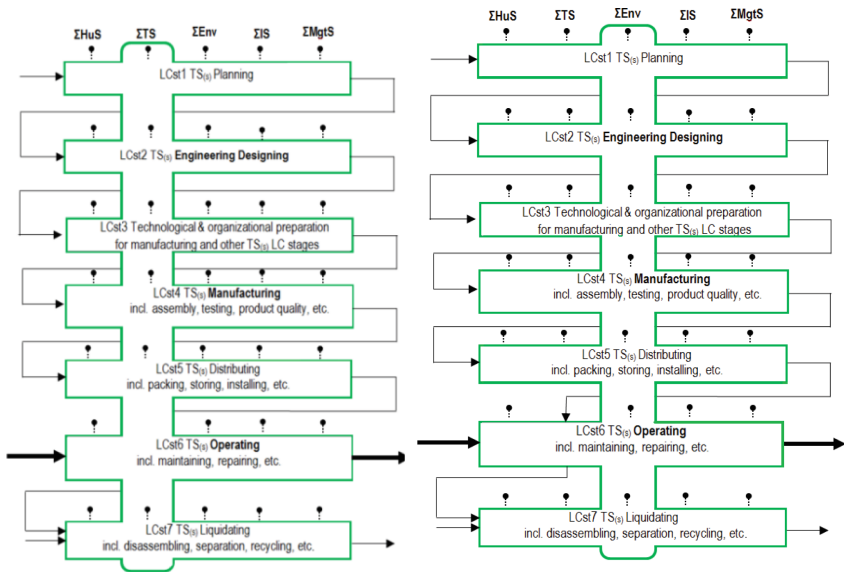 ΣHuS ΣTS ΣEnv ΣIS ΣMgtS
LCst1 TS(s) Planning
LCst2 TS(s) Engineering Designing
LCst3 Technological & organizational preparation
for manufacturing and other TS(s) LC stages
LCst4 TS(s) Manufacturing
incl. assembly, testing, product quality, etc.
LCst5 TS(s) Distributing
incl. packing, storing, installing, etc.
LCst6 TS(s) Operating
incl. maintaining, repairing, etc.
LCst7 TS(s) Liquidating
incl. disassembling, separation, recycling, etc.
ΣHuS ΣTS ΣEnv ΣIS ΣMgtS
LCst1 TS(s) Planning
LCst2 TS(s) Engineering Designing
LCst3 Technological & organizational preparation
for manufacturing and other TS(s) LC stages
LCst4 TS(s) Manufacturing
incl. assembly, testing, product quality, etc.
LCst5 TS(s) Distributing
incl. packing, storing, installing, etc.
LCst6 TS(s) Operating
incl. maintaining, repairing, etc.
LCst7 TS(s) Liquidating
incl. disassembling, separation, recycling, etc.